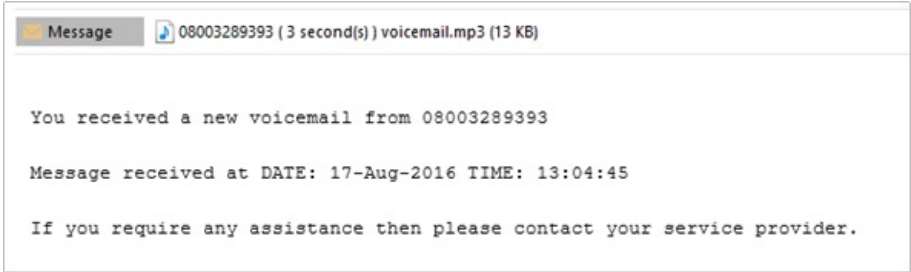 Message 08003289393 ( 3 second(s) ) voicemail.mp3 (13 KB)
You received a new voicemail from 08003289393
Message received at DATE: 17-Aug-2016 TIME: 13:04:45
If you require any assistance then please contact your service provider.